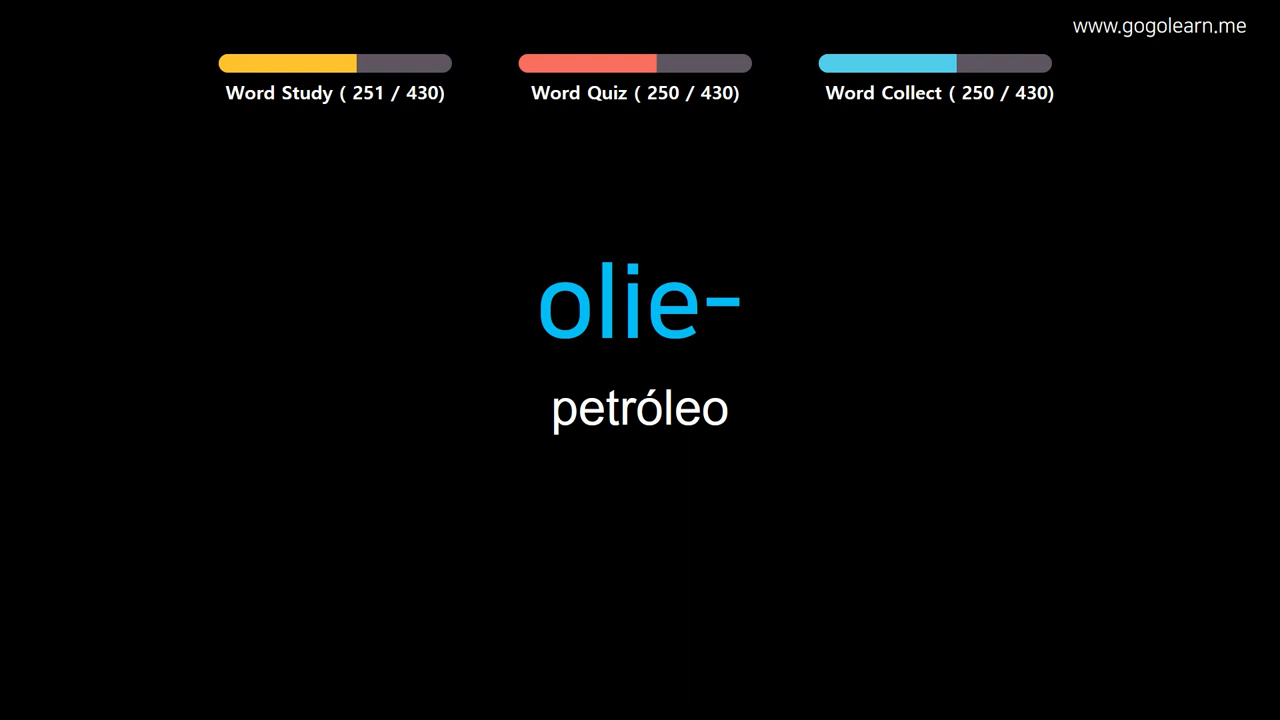 www.gogolearn.me
Word Study ( 251 / 430)
Word Quiz ( 250 / 430)
Word Collect ( 250 / 430)
olie-
petróleo